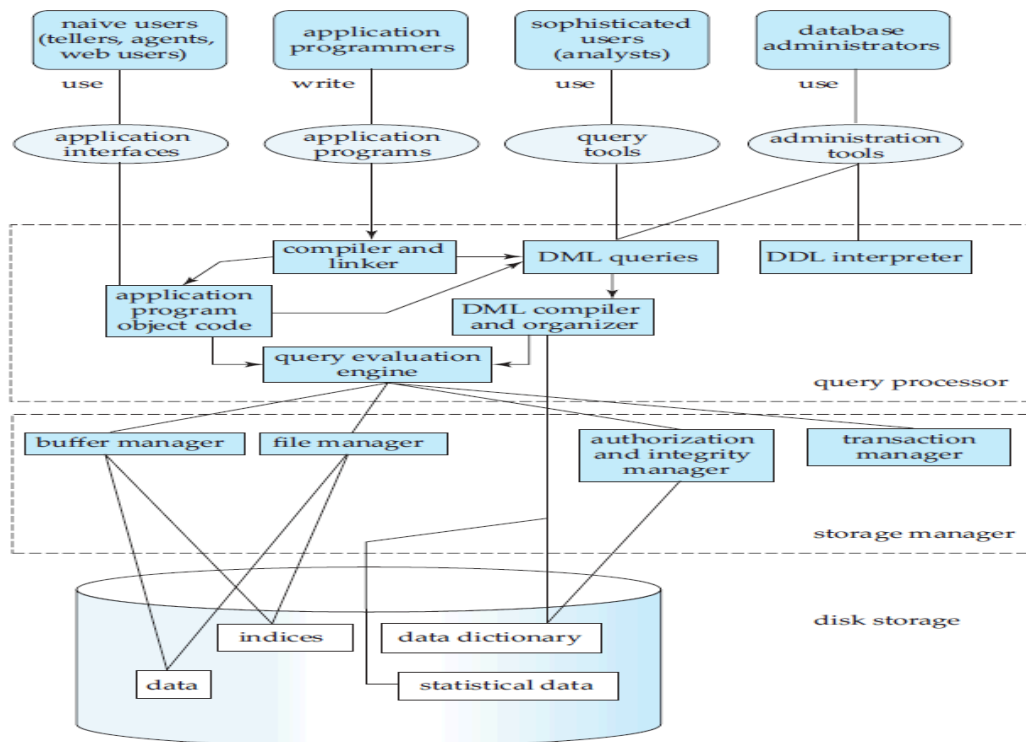 naive users
(tellers, agents,
web users)
application
programmers
sophisticated
users
(analysts)
database
administrators
use
write
use
use
application
interfaces
application
programs
query
tools
administration
tools
compiler and
linker
DML queries
DDL interpreter
application
program
object code
DML compiler
and organizer
query evaluation
engine
query processor
buffer manager
file manager
authorization
and integrity
manager
transaction
manager
storage manager
disk storage
indices
data dictionary
data
statistical data